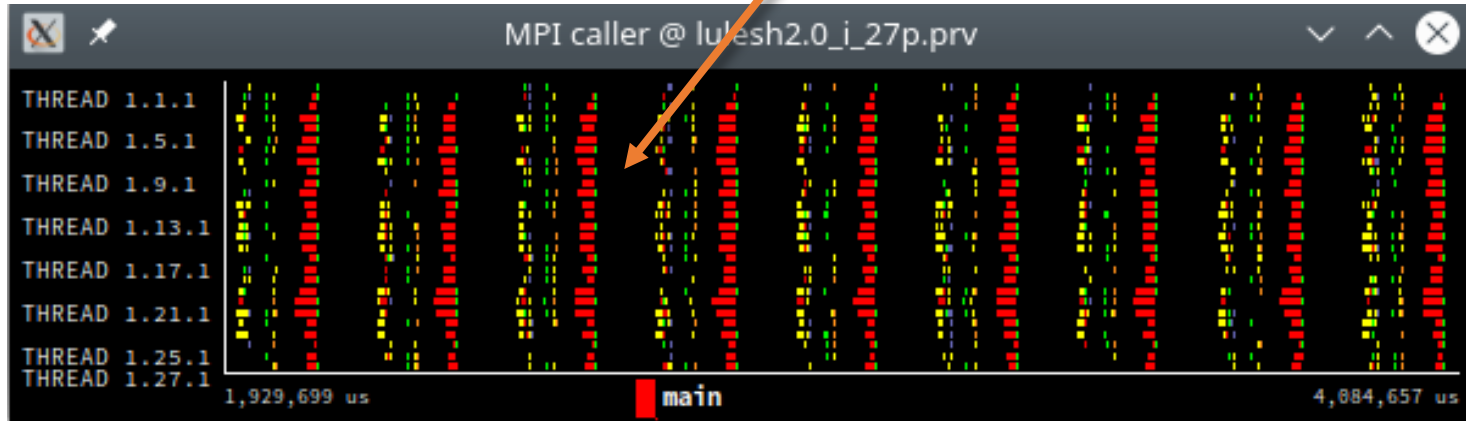 MPI caller @ lulesh2.0_i_27p.prv
THREAD 1.1.1
THREAD 1.5.1
THREAD 1.9.1
THREAD 1.13.1
THREAD 1.17.1
THREAD 1.21.1
THREAD 1.25.1
THREAD 1.27.1
1,929,699 us main 4,084,657 us